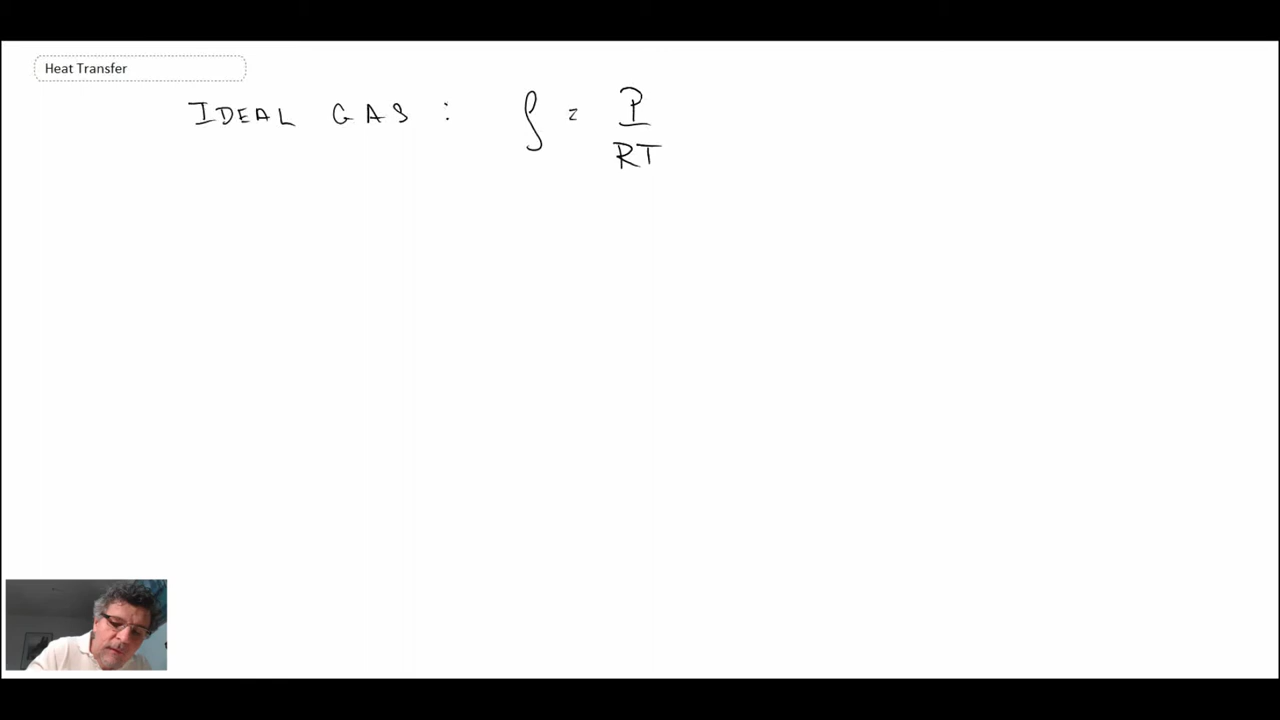 Heat Transfer
IDEAL GAS : ρ = P
RT